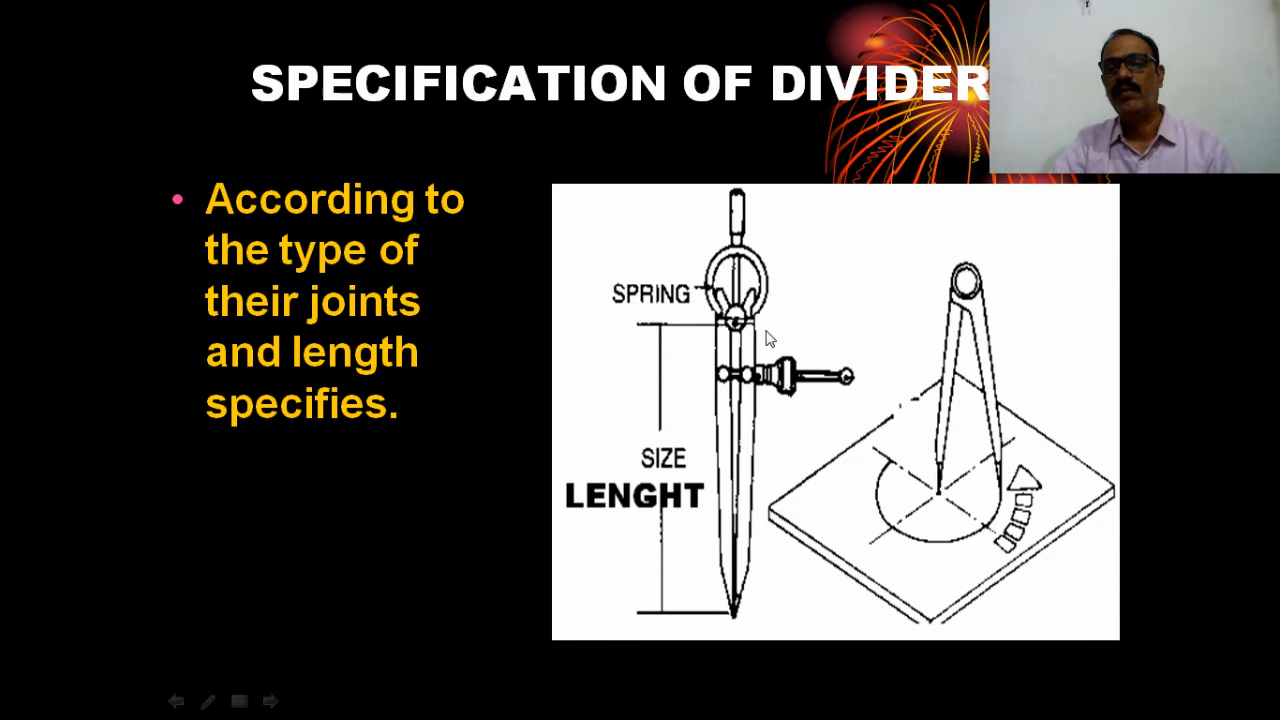 SPECIFICATION OF DIVIDER
• According to
the type of
their joints
and length
specifies.
SPRING
SIZE
LENGHT